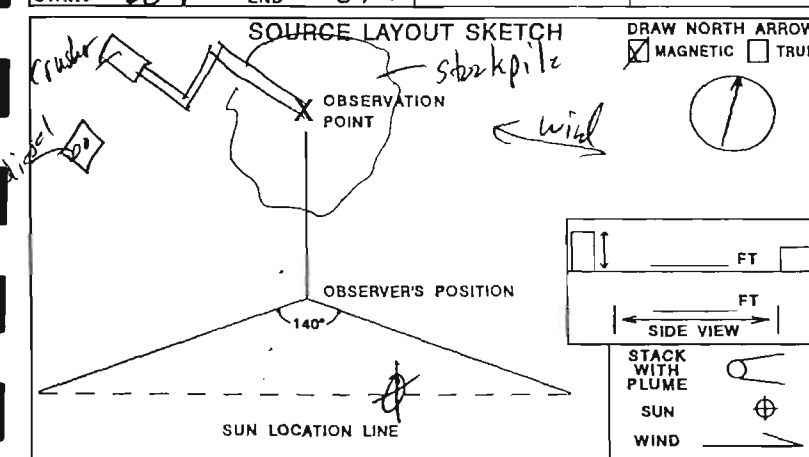 END
SOURCE LAYOUT SKETCH
DRAW NORTH ARROW
MAGNETIC
crusher
stockpile
X OBSERVATION
POINT
wind
diesel
FT
OBSERVER'S POSITION
FT
140°
SIDE VIEW
STACK
WITH
PLUME
SUN
SUN LOCATION LINE
WIND